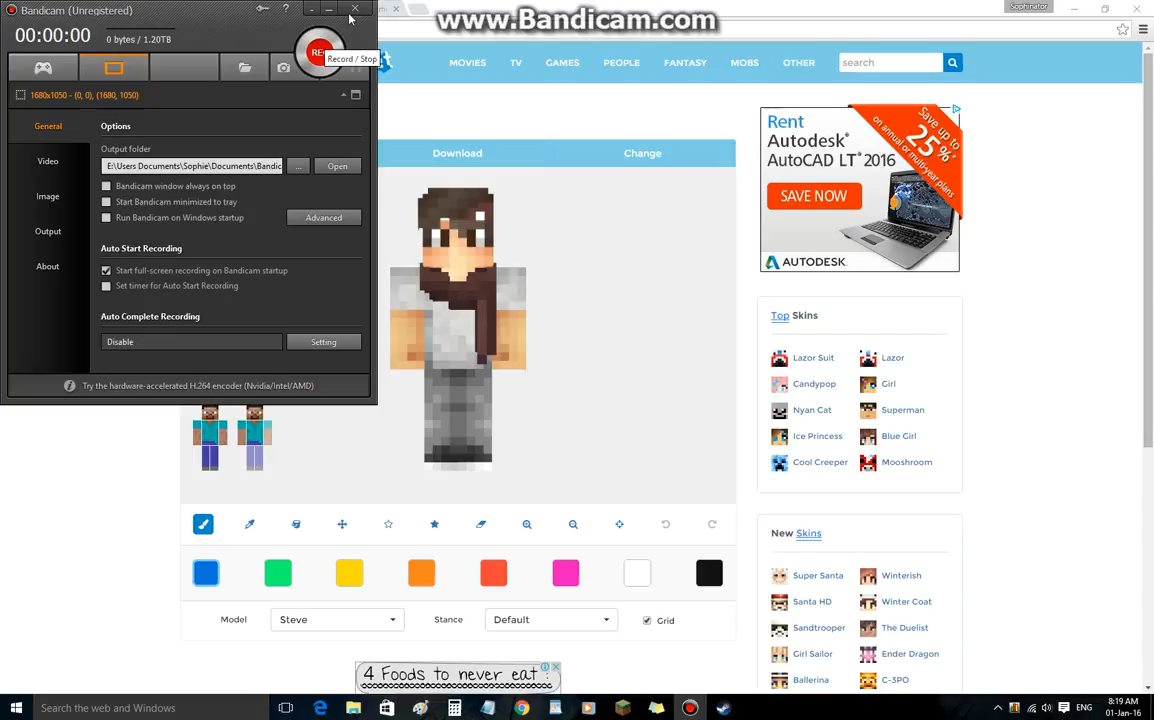 Bandicam (Unregistered)
www.Bandicam.com
Sophinator
00:00:00
0 bytes / 1.20TB
REC
Record / Stop
MOVIES TV GAMES PEOPLE FANTASY MOBS OTHER
search
1680x1050 - (0, 0), (1680, 1050)
General
Video
Image
Output
About
Options
Output folder
E:\Users Documents\Sophie\Documents\Bandic
...
Open
Bandicam window always on top
Start Bandicam minimized to tray
Run Bandicam on Windows startup
Advanced
Auto Start Recording
Start full-screen recording on Bandicam startup
Set timer for Auto Start Recording
Auto Complete Recording
Disable
Setting
Try the hardware-accelerated H.264 encoder (Nvidia/Intel/AMD)
Download
Change
Rent
Autodesk®
AutoCAD LT® 2016
SAVE NOW
Save up to
25%*
on annual or multi-year plans
AUTODESK.
Top Skins
Lazor Suit
Lazor
Candypop
Girl
Nyan Cat
Superman
Ice Princess
Blue Girl
Cool Creeper
Mooshroom
New Skins
Super Santa
Winterish
Santa HD
Winter Coat
Sandtrooper
The Duelist
Girl Sailor
Ender Dragon
Ballerina
C-3PO
Model
Steve
Stance
Default
Grid
4 Foods to never eat
Search the web and Windows
ENG
8:19 AM
01-Jan-16